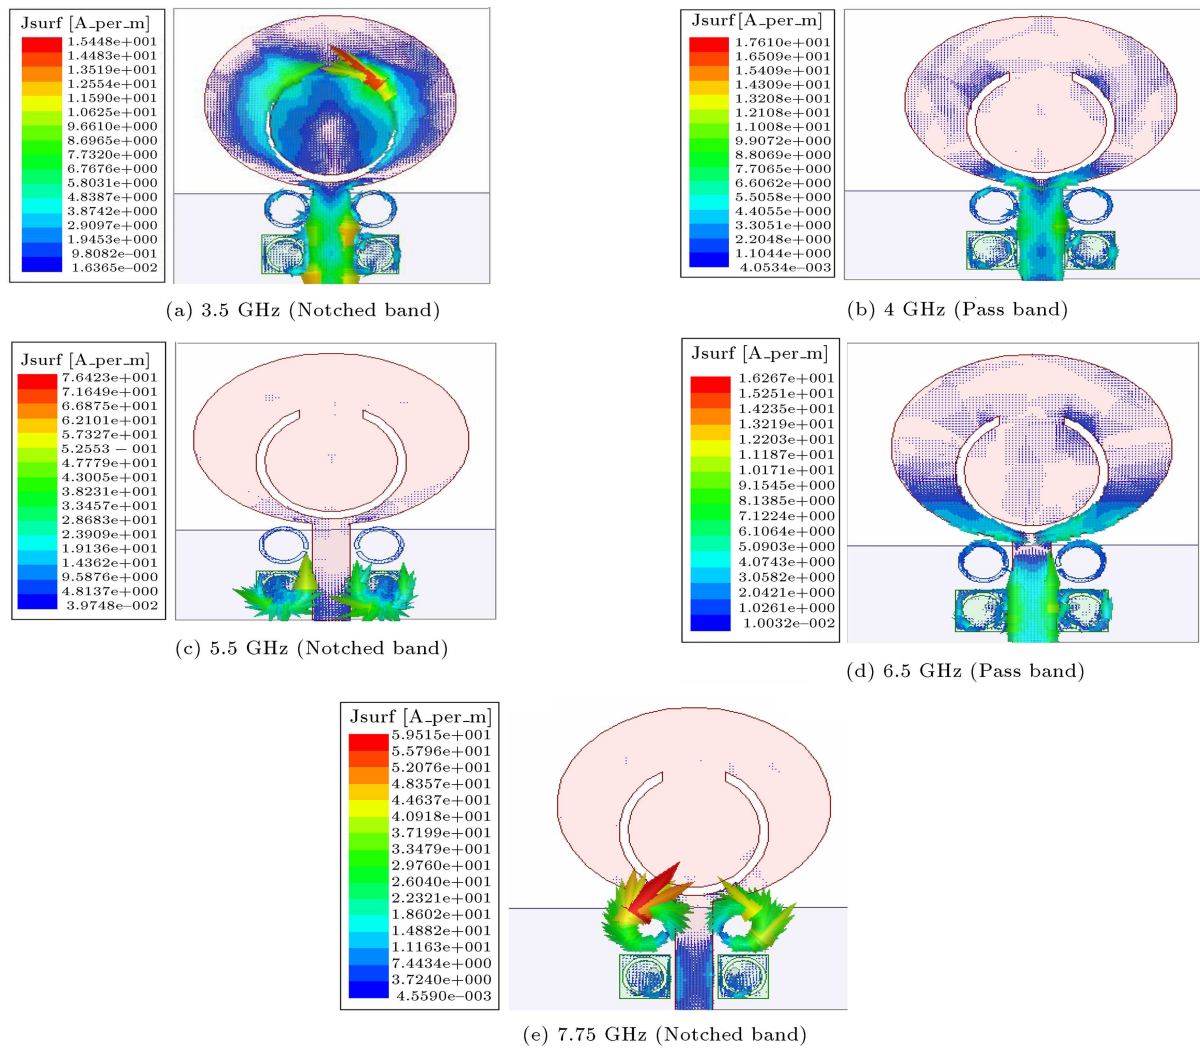 Jsurf [A_per_m]
1.5448e+001
1.4483e+001
1.3519e+001
1.2554e+001
1.1590e+001
1.0625e+001
9.6610e+000
8.6965e+000
7.7320e+000
6.7676e+000
5.8031e+000
4.8387e+000
3.8742e+000
2.9097e+000
1.9453e+000
9.8082e-001
1.6365e-002
(a) 3.5 GHz (Notched band)
Jsurf [A_per_m]
1.7610e+001
1.6509e+001
1.5409e+001
1.4309e+001
1.3208e+001
1.2108e+001
1.1008e+001
9.9072e+000
8.8069e+000
7.7065e+000
6.6062e+000
5.5058e+000
4.4055e+000
3.3051e+000
2.2048e+000
1.1044e+000
4.0534e-003
(b) 4 GHz (Pass band)
Jsurf [A_per_m]
7.6423e+001
7.1649e+001
6.6875e+001
6.2101e+001
5.7327e+001
5.2553 - 001
4.7779e+001
4.3005e+001
3.8231e+001
3.3457e+001
2.8683e+001
2.3909e+001
1.9136e+001
1.4362e+001
9.5876e+000
4.8137e+000
3.9748e-002
(c) 5.5 GHz (Notched band)
Jsurf [A_per_m]
1.6267e+001
1.5251e+001
1.4235e+001
1.3219e+001
1.2203e+001
1.1187e+001
1.0171e+001
9.1545e+000
8.1385e+000
7.1224e+000
6.1064e+000
5.0903e+000
4.0743e+000
3.0582e+000
2.0421e+000
1.0261e+000
1.0032e-002
(d) 6.5 GHz (Pass band)
Jsurf [A_per_m]
5.9515e+001
5.5796e+001
5.2076e+001
4.8357e+001
4.4637e+001
4.0918e+001
3.7199e+001
3.3479e+001
2.9760e+001
2.6040e+001
2.2321e+001
1.8602e+001
1.4882e+001
1.1163e+001
7.4434e+000
3.7240e+000
4.5590e-003
(e) 7.75 GHz (Notched band)